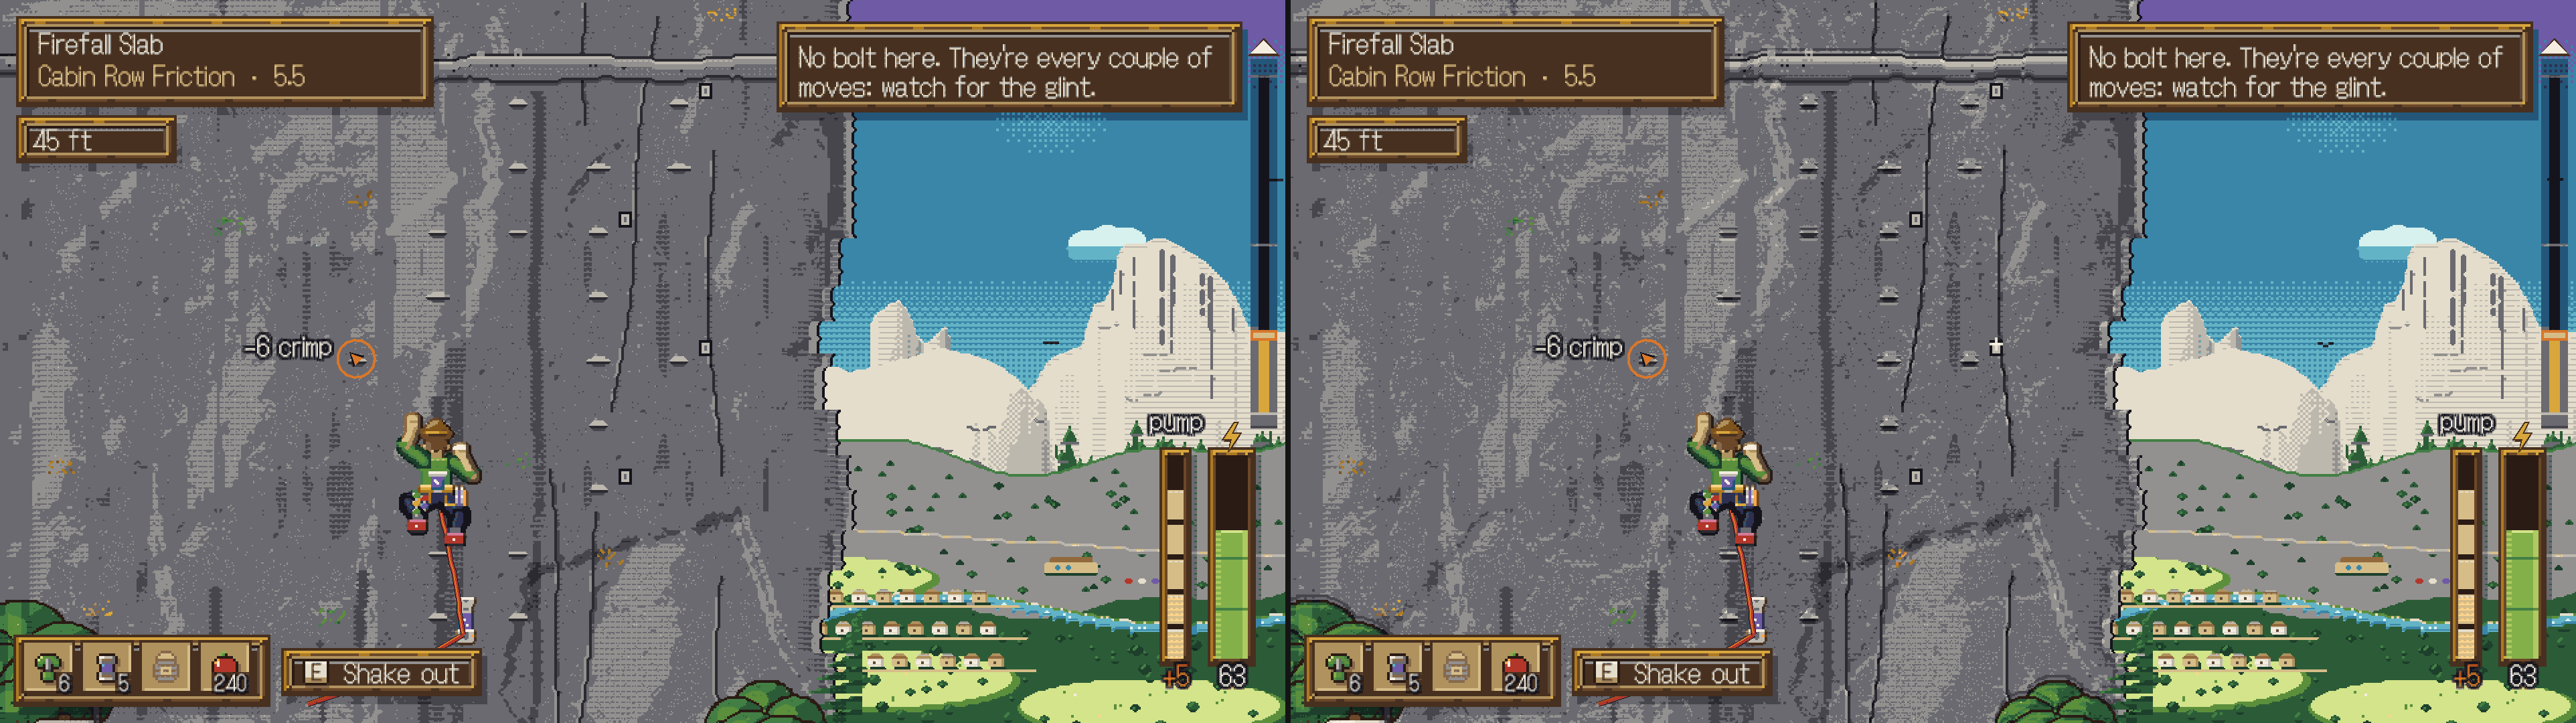 Firefall Slab
Cabin Row Friction · 5.5
45 ft
No bolt here. They're every couple of
moves: watch for the glint.
-6 crimp
pump
+5
63
6
5
240
E Shake out
Firefall Slab
Cabin Row Friction · 5.5
45 ft
No bolt here. They're every couple of
moves: watch for the glint.
-6 crimp
pump
+5
63
6
5
240
E Shake out